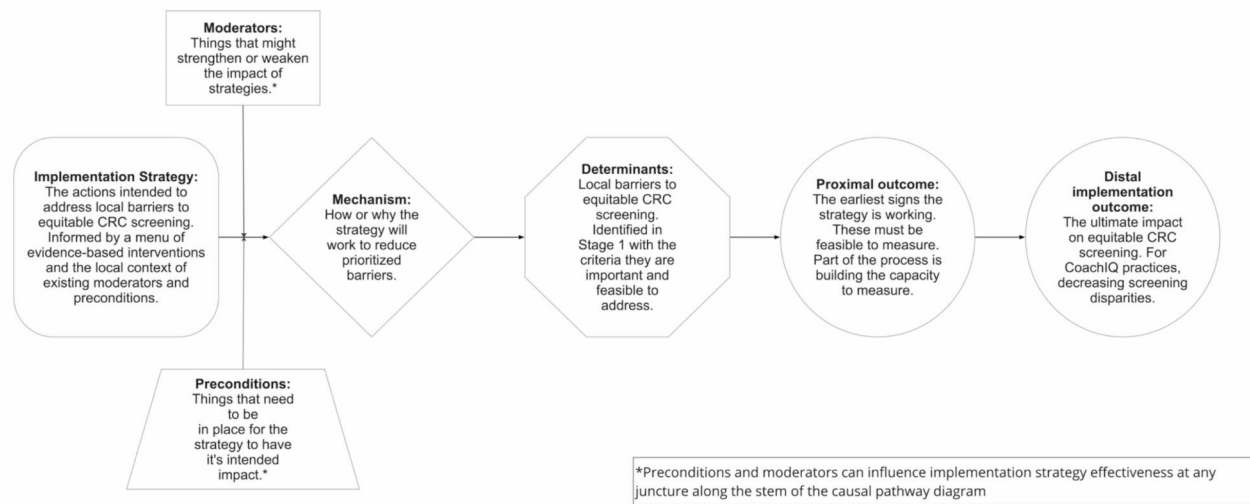 Moderators:
Things that might
strengthen or weaken
the impact of
strategies.*
Implementation Strategy:
The actions intended to
address local barriers to
equitable CRC screening.
Informed by a menu of
evidence-based interventions
and the local context of
existing moderators and
preconditions.
Mechanism:
How or why the
strategy will
work to reduce
prioritized
barriers.
Determinants:
Local barriers to
equitable CRC
screening.
Identified in
Stage 1 with the
criteria they are
important and
feasible to
address.
Proximal outcome:
The earliest signs the
strategy is working.
These must be
feasible to measure.
Part of the process is
building the capacity
to measure.
Distal
implementation
outcome:
The ultimate impact
on equitable CRC
screening. For
CoachIQ practices,
decreasing screening
disparities.
Preconditions:
Things that need
to be
in place for the
strategy to have
it's intended
impact.*
*Preconditions and moderators can influence implementation strategy effectiveness at any
juncture along the stem of the causal pathway diagram